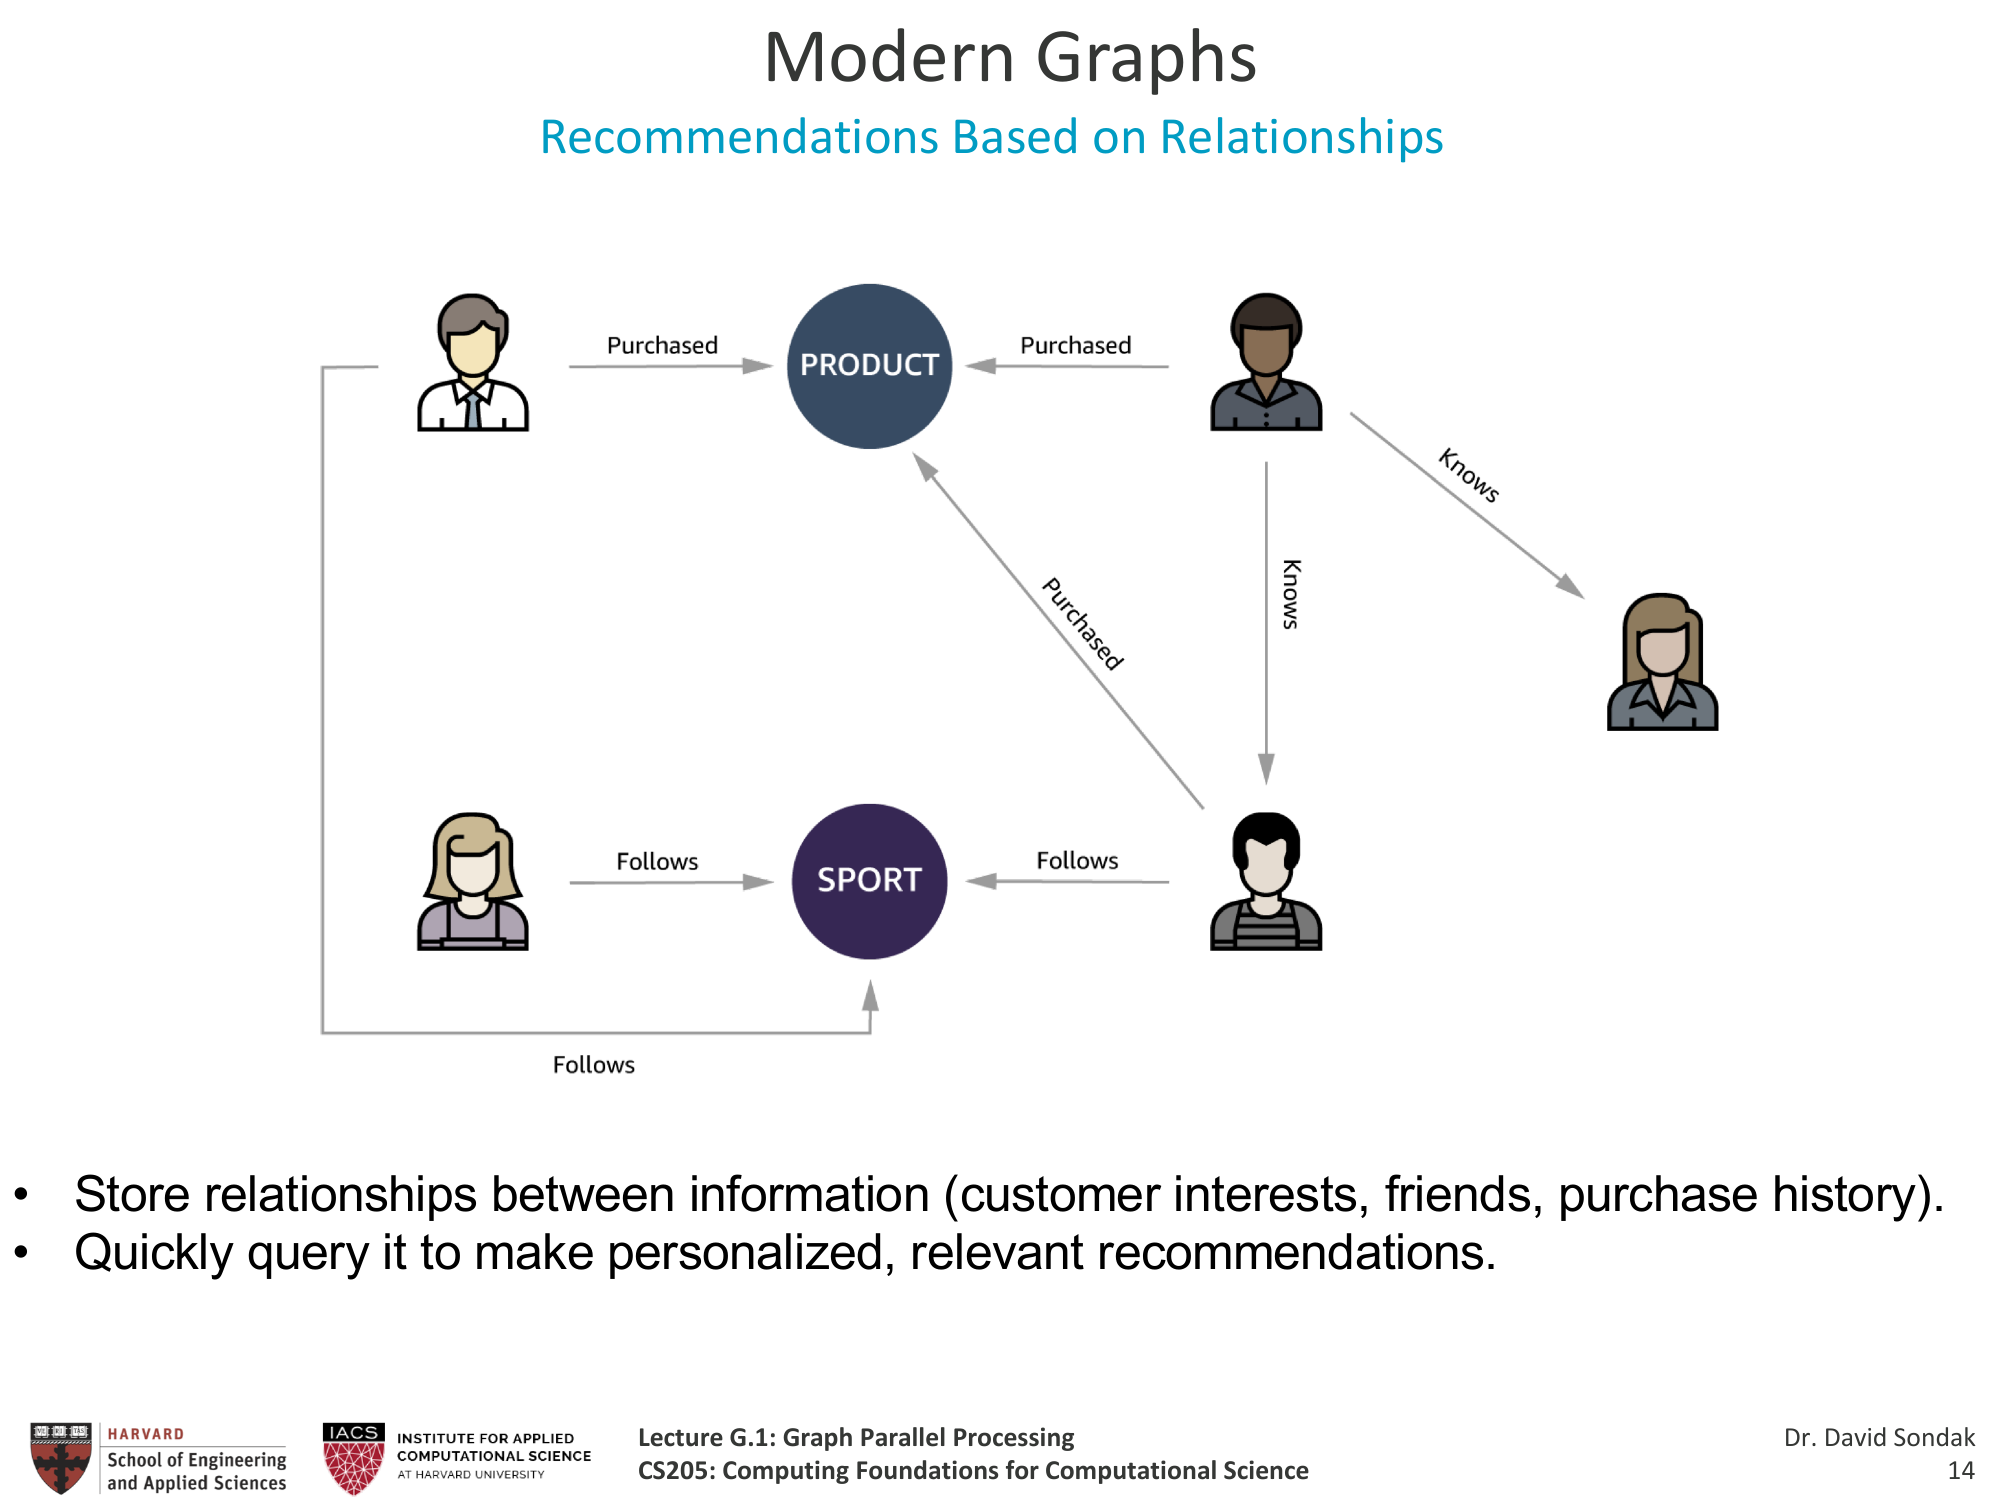 Modern Graphs
Recommendations Based on Relationships
Purchased
PRODUCT
Purchased
Knows
Knows
Purchased
Follows
SPORT
Follows
Follows
• Store relationships between information (customer interests, friends, purchase history).
• Quickly query it to make personalized, relevant recommendations.
HARVARD
School of Engineering
and Applied Sciences
IACS
INSTITUTE FOR APPLIED
COMPUTATIONAL SCIENCE
AT HARVARD UNIVERSITY
Lecture G.1: Graph Parallel Processing
CS205: Computing Foundations for Computational Science
Dr. David Sondak
14